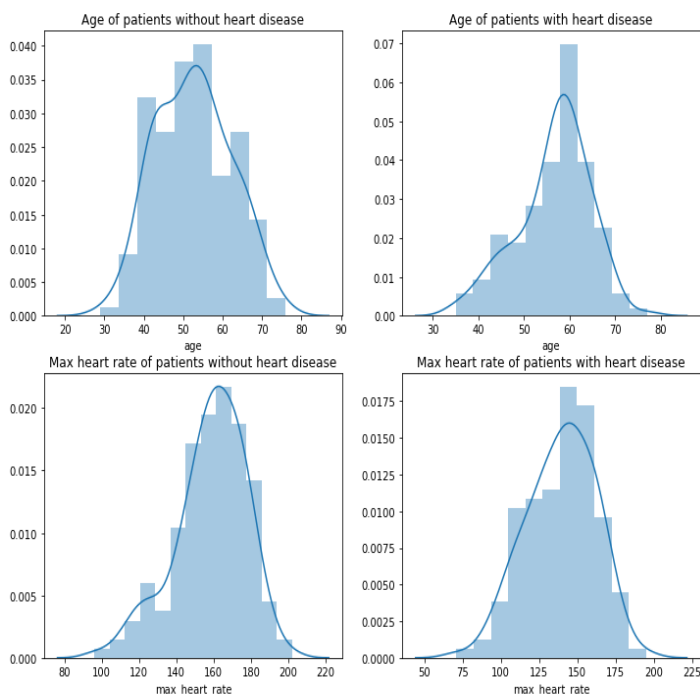 Age of patients without heart disease
0.040
0.035
0.030
0.025
0.020
0.015
0.010
0.005
0.000
20 30 40 50 60 70 80 90
age
Age of patients with heart disease
0.07
0.06
0.05
0.04
0.03
0.02
0.01
0.00
30 40 50 60 70 80
age
Max heart rate of patients without heart disease
0.020
0.015
0.010
0.005
0.000
80 100 120 140 160 180 200 220
max heart rate
Max heart rate of patients with heart disease
0.0175
0.0150
0.0125
0.0100
0.0075
0.0050
0.0025
0.0000
50 75 100 125 150 175 200 225
max heart rate